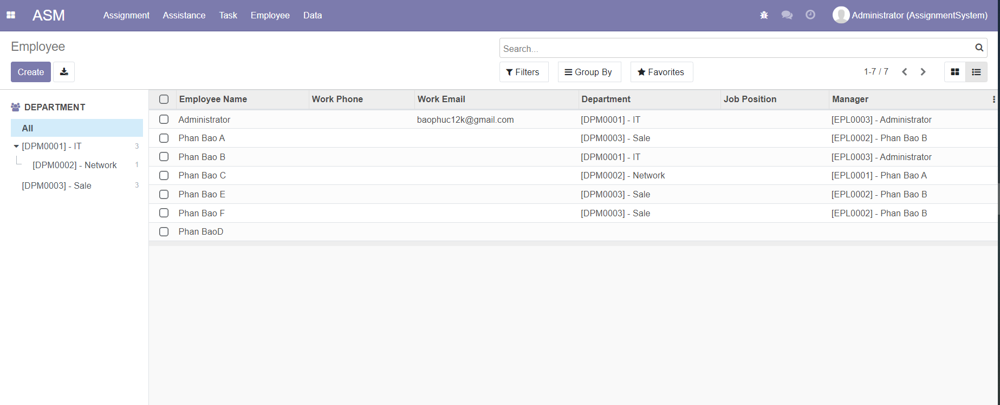 ASM Assignment Assistance Task Employee Data Administrator (AssignmentSystem)
Employee
Search...
Create Filters Group By Favorites 1-7 / 7
DEPARTMENT
All
[DPM0001] - IT 3
[DPM0002] - Network 1
[DPM0003] - Sale 3
Employee Name Work Phone Work Email Department Job Position Manager
Administrator baophuc12k@gmail.com [DPM0001] - IT [EPL0003] - Administrator
Phan Bao A [DPM0003] - Sale [EPL0002] - Phan Bao B
Phan Bao B [DPM0001] - IT [EPL0003] - Administrator
Phan Bao C [DPM0002] - Network [EPL0001] - Phan Bao A
Phan Bao E [DPM0003] - Sale [EPL0002] - Phan Bao B
Phan Bao F [DPM0003] - Sale [EPL0002] - Phan Bao B
Phan BaoD